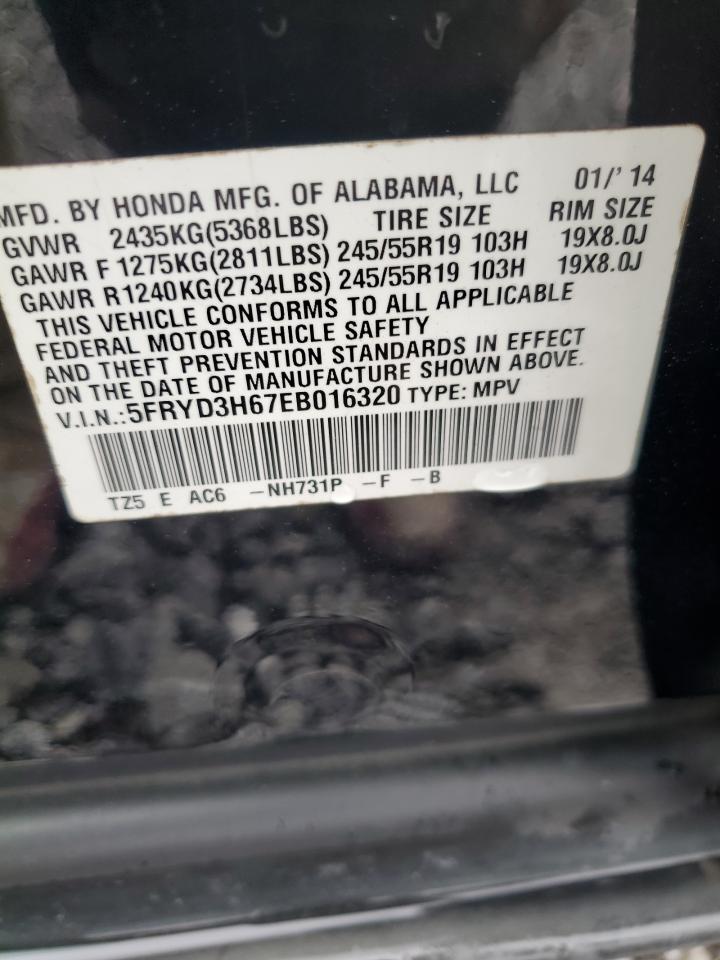 MFD. BY HONDA MFG. OF ALABAMA, LLC 01/'14
GVWR 2435KG(5368LBS) TIRE SIZE RIM SIZE
GAWR F 1275KG(2811LBS) 245/55R19 103H 19X8.0J
GAWR R1240KG(2734LBS) 245/55R19 103H 19X8.0J
THIS VEHICLE CONFORMS TO ALL APPLICABLE
FEDERAL MOTOR VEHICLE SAFETY
AND THEFT PREVENTION STANDARDS IN EFFECT
ON THE DATE OF MANUFACTURE SHOWN ABOVE.
V.I.N.:5FRYD3H67EB016320 TYPE: MPV
TZ5 E AC6 -NH731P -F -B